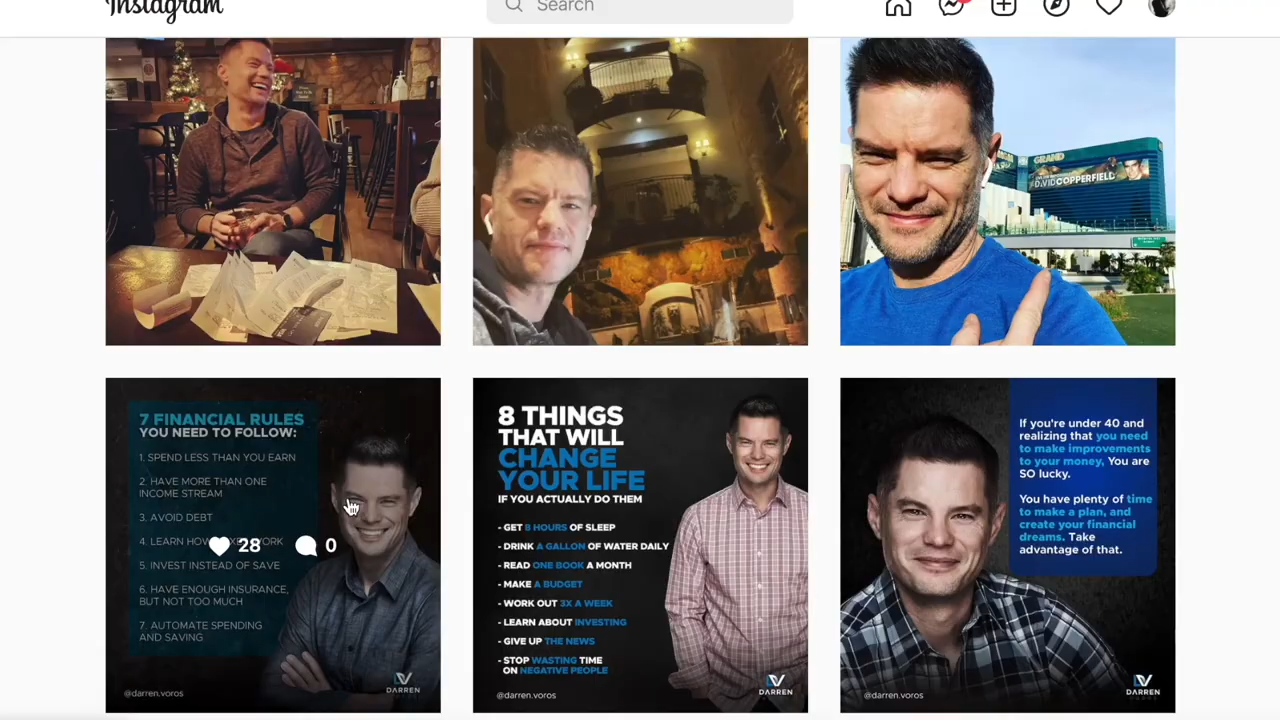 Instagram
Search
GRAND
DAVID COPPERFIELD
7 FINANCIAL RULES
YOU NEED TO FOLLOW:
1. SPEND LESS THAN YOU EARN
2. HAVE MORE THAN ONE
INCOME STREAM
3. AVOID DEBT
4. LEARN HOW WORK
28
0
5. INVEST INSTEAD OF SAVE
6. HAVE ENOUGH INSURANCE,
BUT NOT TOO MUCH
7. AUTOMATE SPENDING
AND SAVING
@darren.voros
DARREN
8 THINGS
THAT WILL
CHANGE
YOUR LIFE
IF YOU ACTUALLY DO THEM
- GET 8 HOURS OF SLEEP
- DRINK A GALLON OF WATER DAILY
- READ ONE BOOK A MONTH
- MAKE A BUDGET
- WORK OUT 3X A WEEK
- LEARN ABOUT INVESTING
- GIVE UP THE NEWS
- STOP WASTING TIME
ON NEGATIVE PEOPLE
@darren.voros
DARREN
If you're under 40 and
realizing that you need
to make improvements
to your money, You are
SO lucky.
You have plenty of time
to make a plan, and
create your financial
dreams. Take
advantage of that.
@darren.voros
DARREN